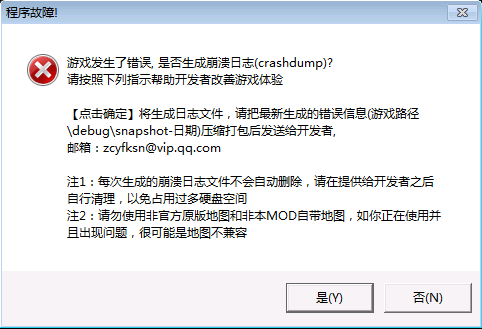 程序故障!
游戏发生了错误, 是否生成崩溃日志(crashdump)?
请按照下列指示帮助开发者改善游戏体验
【点击确定】将生成日志文件，请把最新生成的错误信息(游戏路径
\debug\snapshot-日期)压缩打包后发送给开发者,
邮箱：zcyfksn@vip.qq.com
注1：每次生成的崩溃日志文件不会自动删除，请在提供给开发者之后
自行清理，以免占用过多硬盘空间
注2：请勿使用非官方原版地图和非本MOD自带地图，如你正在使用并
且出现问题，很可能是地图不兼容
是(Y)
否(N)